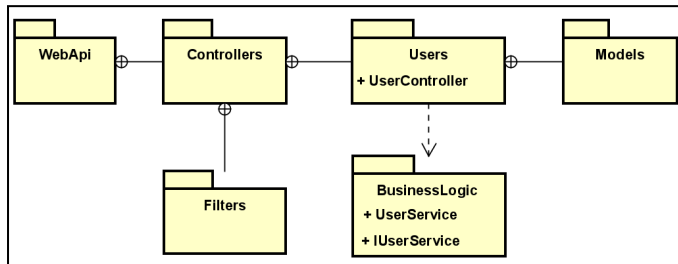 WebApi
Controllers
Users
+ UserController
Models
Filters
BusinessLogic
+ UserService
+ IUserService